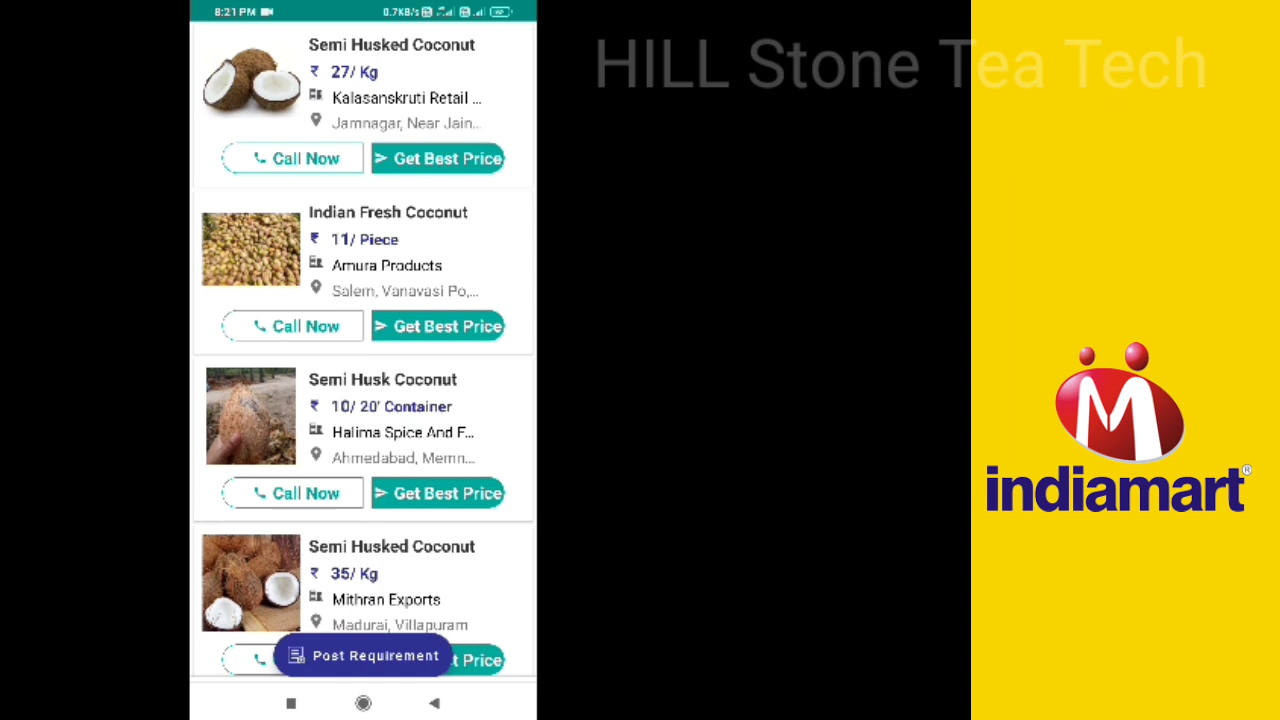 8:21 PM 0.7KB/s
HILL Stone Tea Tech
Semi Husked Coconut
₹ 27/ Kg
Kalasanskruti Retail ...
Jamnagar, Near Jain...
Call Now Get Best Price
Indian Fresh Coconut
₹ 11/ Piece
Amura Products
Salem, Vanavasi Po,...
Call Now Get Best Price
Semi Husk Coconut
₹ 10/ 20' Container
Halima Spice And F...
Ahmedabad, Memn...
Call Now Get Best Price
Semi Husked Coconut
₹ 35/ Kg
Mithran Exports
Madurai, Villapuram
Post Requirement t Price
indiamart®